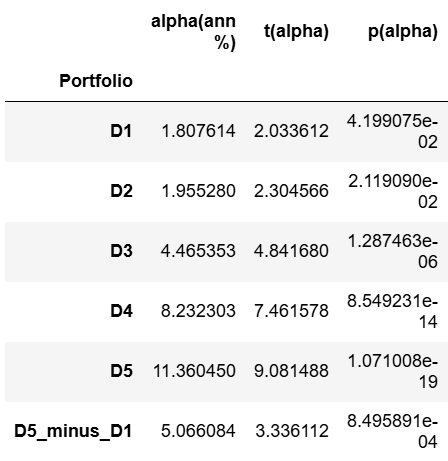 alpha(ann %) t(alpha) p(alpha)
Portfolio
D1 1.807614 2.033612 4.199075e-02
D2 1.955280 2.304566 2.119090e-02
D3 4.465353 4.841680 1.287463e-06
D4 8.232303 7.461578 8.549231e-14
D5 11.360450 9.081488 1.071008e-19
D5_minus_D1 5.066084 3.336112 8.495891e-04